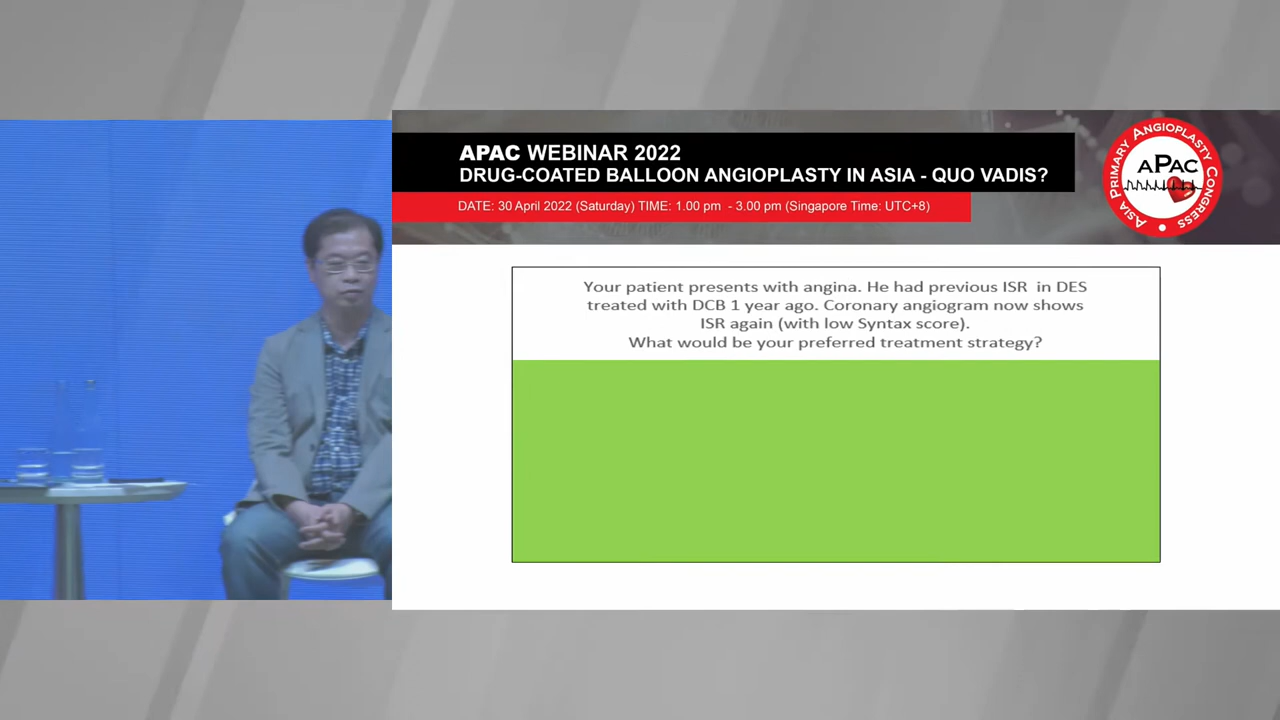 APAC WEBINAR 2022
DRUG-COATED BALLOON ANGIOPLASTY IN ASIA - QUO VADIS?
DATE: 30 April 2022 (Saturday) TIME: 1.00 pm - 3.00 pm (Singapore Time: UTC+8)
ASIA PRIMARY ANGIOPLASTY CONGRESS
aPAC
Your patient presents with angina. He had previous ISR in DES
treated with DCB 1 year ago. Coronary angiogram now shows
ISR again (with low Syntax score).
What would be your preferred treatment strategy?